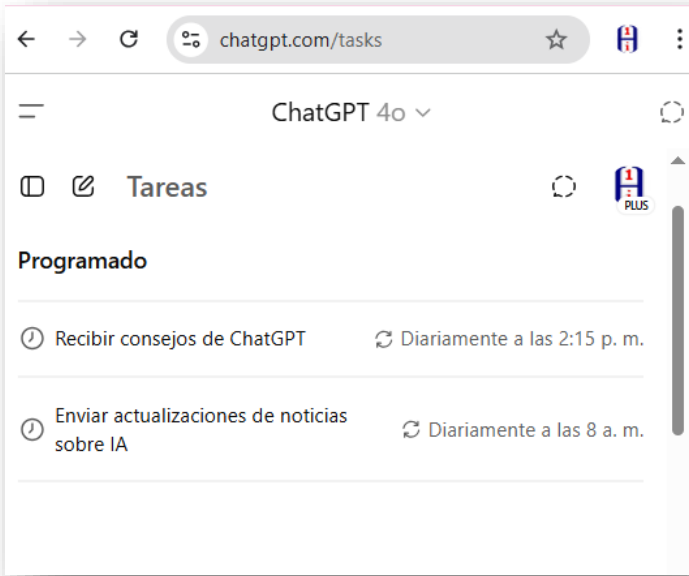 chatgpt.com/tasks
ChatGPT 4o
Tareas
PLUS
Programado
Recibir consejos de ChatGPT
Diariamente a las 2:15 p. m.
Enviar actualizaciones de noticias
sobre IA
Diariamente a las 8 a. m.